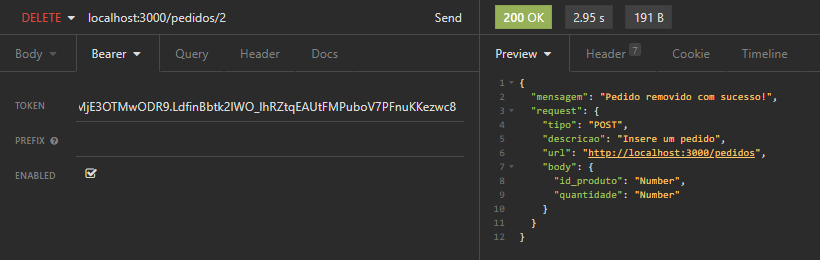 DELETE localhost:3000/pedidos/2 Send
200 OK 2.95 s 191 B
Body Bearer Query Header Docs
Preview Header 7 Cookie Timeline
TOKEN
PREFIX
ENABLED
1 {
2 "mensagem": "Pedido removido com sucesso!",
3 "request": {
4 "tipo": "POST",
5 "descricao": "Insere um pedido",
6 "url": "http://localhost:3000/pedidos",
7 "body": {
8 "id_produto": "Number",
9 "quantidade": "Number"
10 }
11 }
12 }